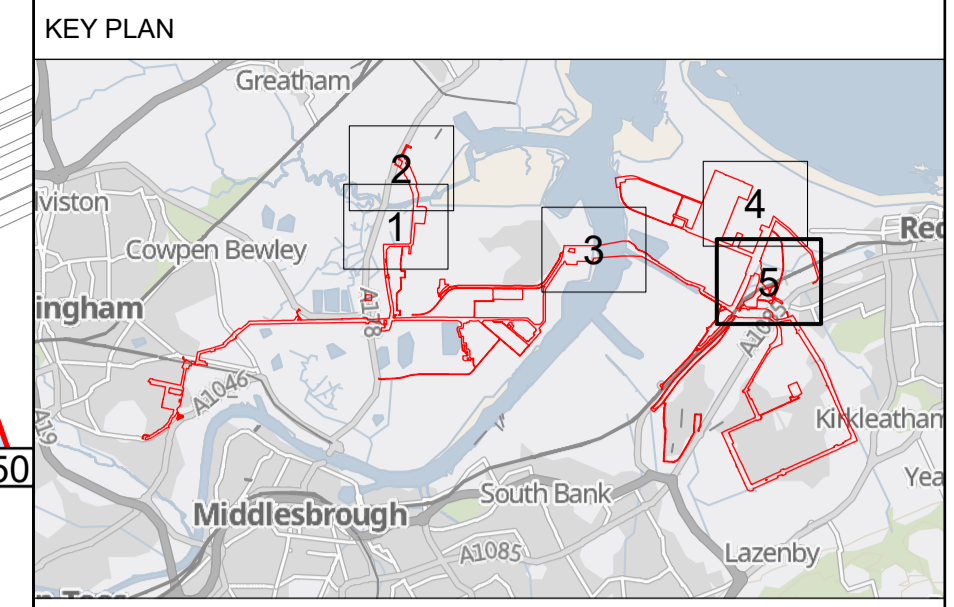 KEY PLAN
Greatham
2
4
lviston
1
Red
Cowpen Bewley
3
5
A178
ingham
A1085
A1046
Kirkleatham
A19
50
Yea
South Bank
Middlesbrough
A1085
Lazenby